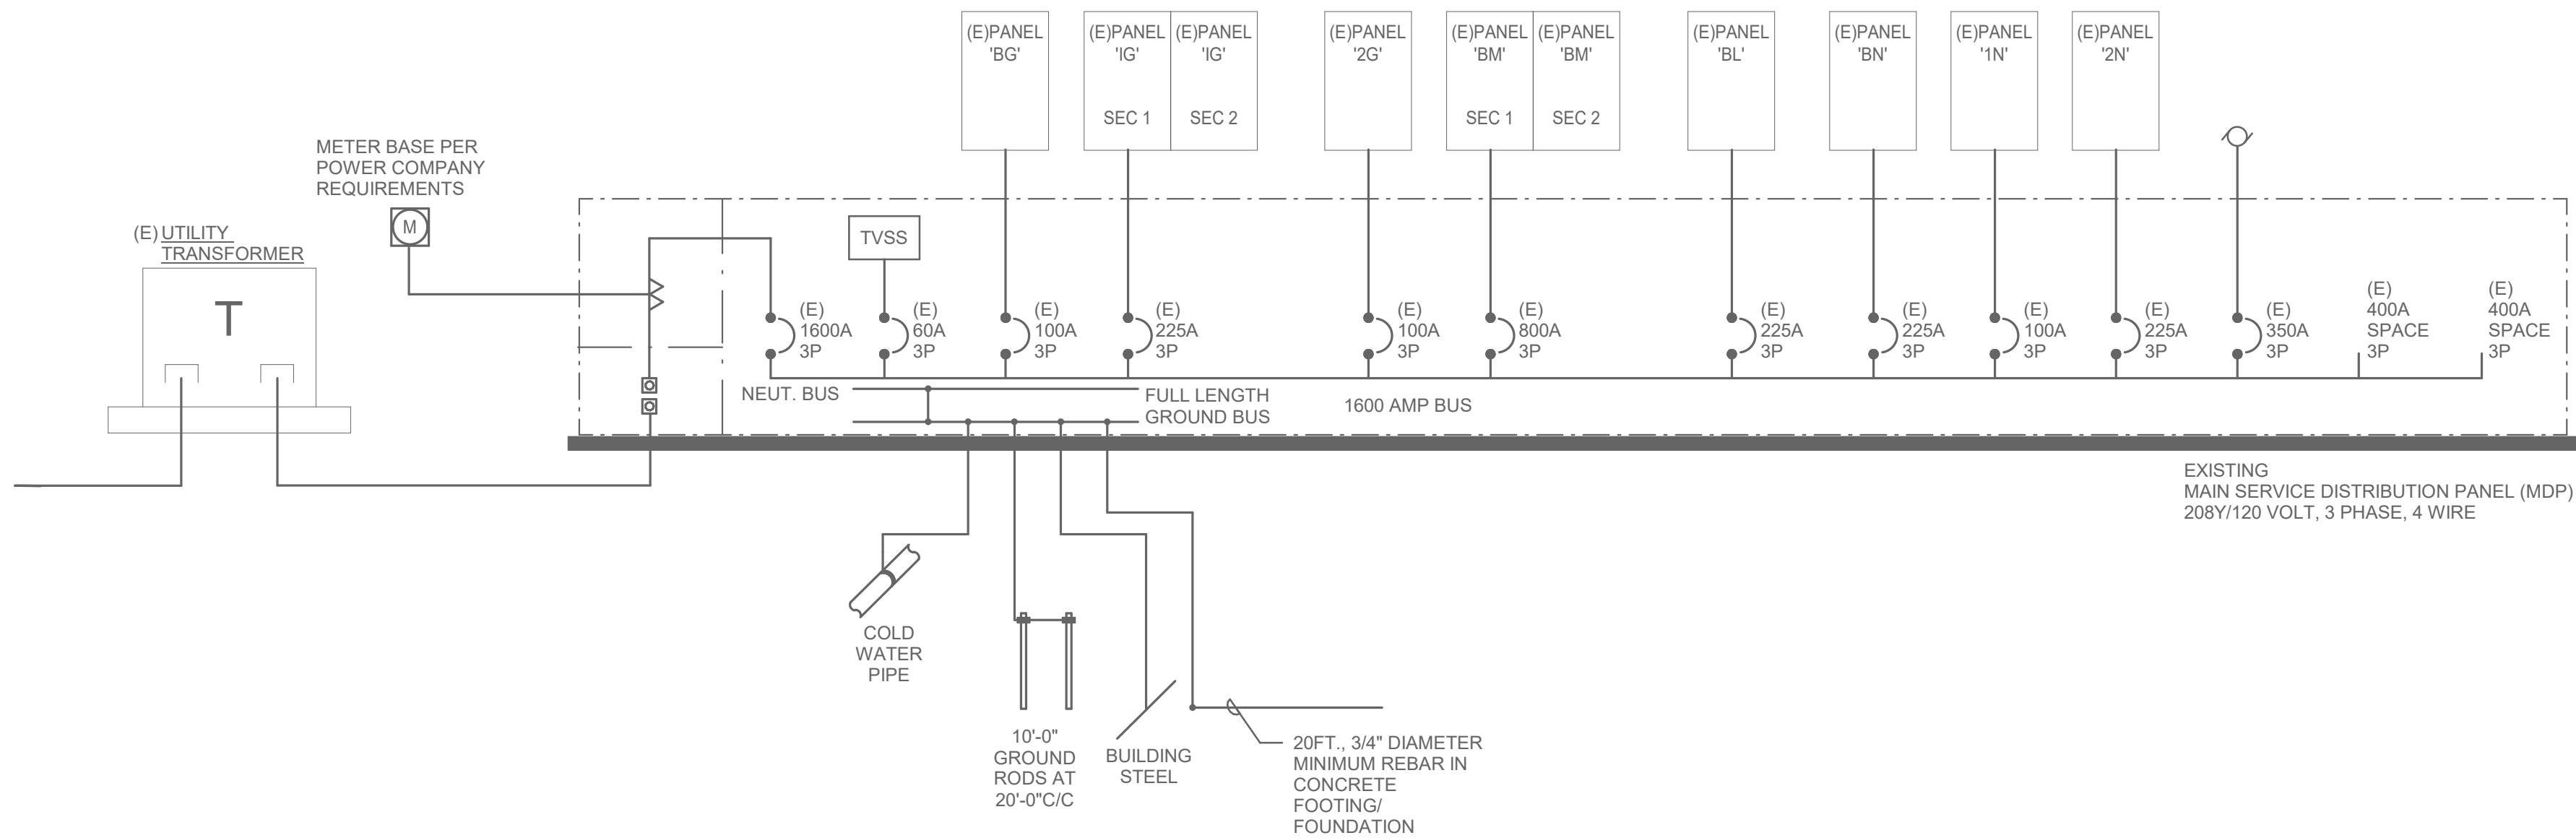 (E)PANEL
'BG'
(E)PANEL
'IG'
SEC 1
(E)PANEL
'IG'
SEC 2
(E)PANEL
'2G'
(E)PANEL
'BM'
SEC 1
(E)PANEL
'BM'
SEC 2
(E)PANEL
'BL'
(E)PANEL
'BN'
(E)PANEL
'1N'
(E)PANEL
'2N'
METER BASE PER
POWER COMPANY
REQUIREMENTS
M
(E) UTILITY
TRANSFORMER
T
TVSS
(E)
1600A
3P
(E)
60A
3P
(E)
100A
3P
(E)
225A
3P
(E)
100A
3P
(E)
800A
3P
(E)
225A
3P
(E)
225A
3P
(E)
100A
3P
(E)
225A
3P
(E)
350A
3P
(E)
400A
SPACE
3P
(E)
400A
SPACE
3P
NEUT. BUS
FULL LENGTH
GROUND BUS
1600 AMP BUS
EXISTING
MAIN SERVICE DISTRIBUTION PANEL (MDP)
208Y/120 VOLT, 3 PHASE, 4 WIRE
COLD
WATER
PIPE
10'-0"
GROUND
RODS AT
20'-0"C/C
BUILDING
STEEL
20FT., 3/4" DIAMETER
MINIMUM REBAR IN
CONCRETE
FOOTING/
FOUNDATION